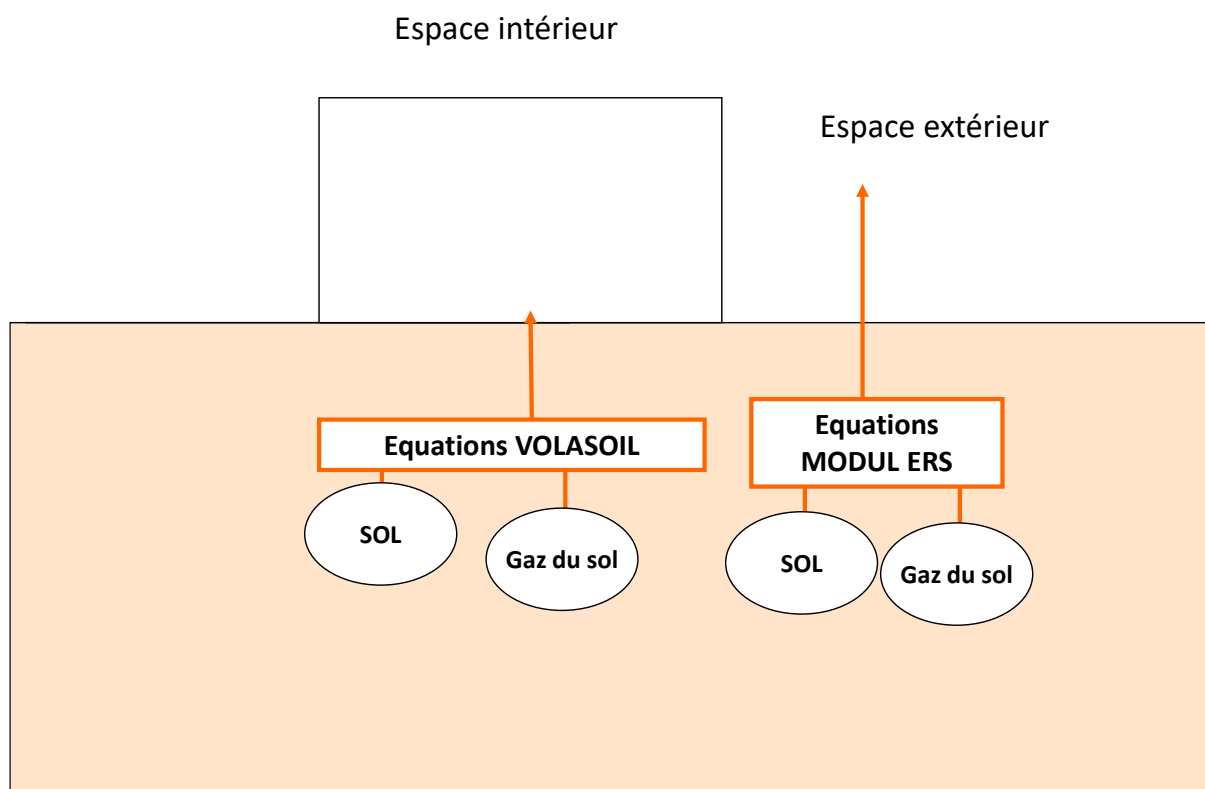 Espace intérieur
Espace extérieur
Equations VOLASOIL
Equations
MODUL ERS
SOL
Gaz du sol
SOL
Gaz du sol